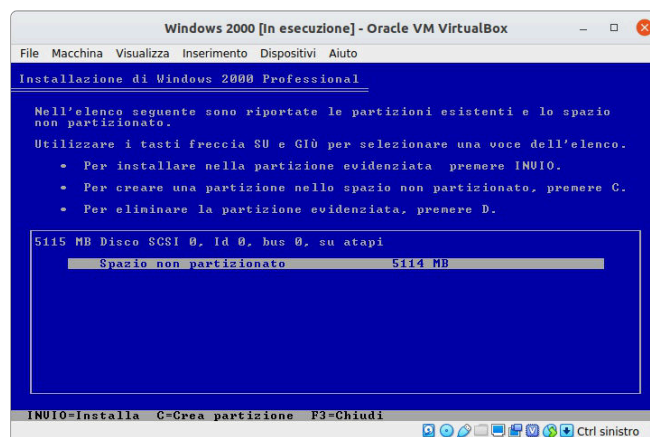 Windows 2000 [In esecuzione] - Oracle VM VirtualBox
File Macchina Visualizza Inserimento Dispositivi Aiuto
Installazione di Windows 2000 Professional
Nell'elenco seguente sono riportate le partizioni esistenti e lo spazio
non partizionato.
Utilizzare i tasti freccia SU e GIÙ per selezionare una voce dell'elenco.
• Per installare nella partizione evidenziata premere INVIO.
• Per creare una partizione nello spazio non partizionato, premere C.
• Per eliminare la partizione evidenziata, premere D.
5115 MB Disco SCSI 0, Id 0, bus 0, su atapi
Spazio non partizionato 5114 MB
INVIO=Installa C=Crea partizione F3=Chiudi
Ctrl sinistro